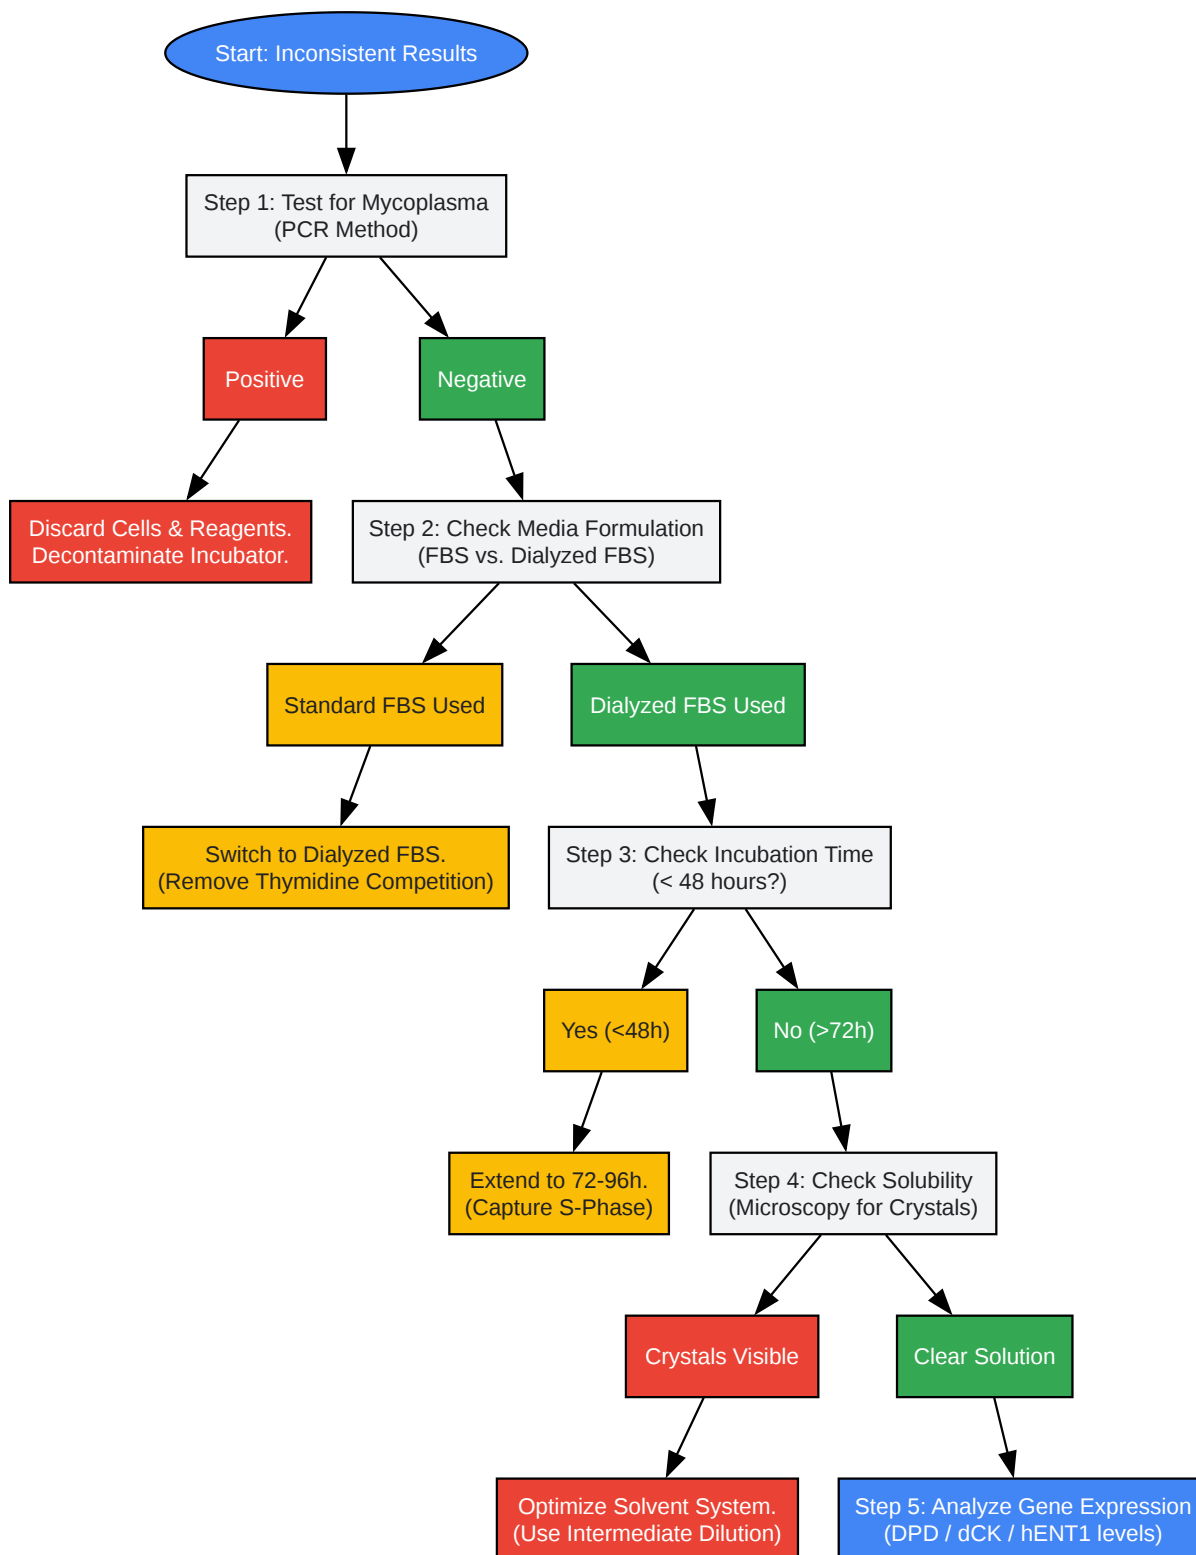 Start: Inconsistent Results
Step 1: Test for Mycoplasma
(PCR Method)
Positive
Negative
Discard Cells & Reagents.
Decontaminate Incubator.
Step 2: Check Media Formulation
(FBS vs. Dialyzed FBS)
Standard FBS Used
Dialyzed FBS Used
Switch to Dialyzed FBS.
(Remove Thymidine Competition)
Step 3: Check Incubation Time
(< 48 hours?)
Yes (<48h)
No (>72h)
Extend to 72-96h.
(Capture S-Phase)
Step 4: Check Solubility
(Microscopy for Crystals)
Crystals Visible
Clear Solution
Optimize Solvent System.
(Use Intermediate Dilution)
Step 5: Analyze Gene Expression
(DPD / dCK / hENT1 levels)